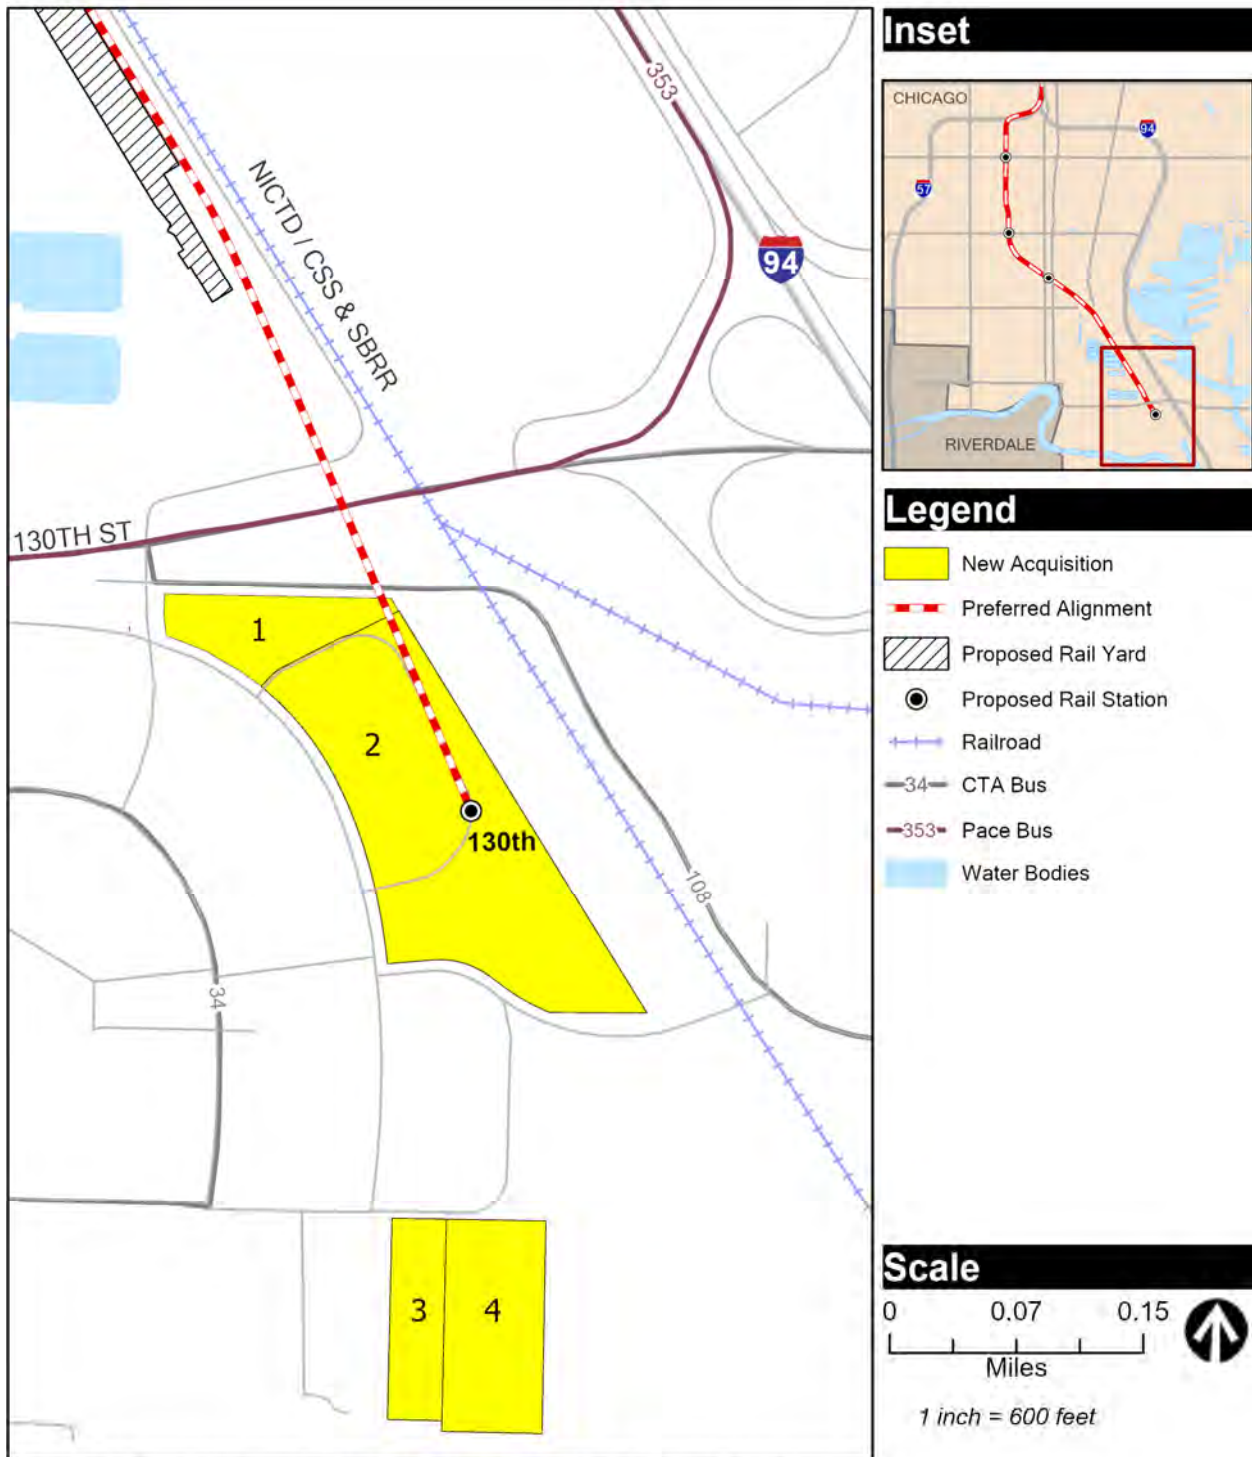 353
NICTD / CSS & SBRR
94
130TH ST
1
2
130th
108
34
3
4
Inset
CHICAGO
94
57
RIVERDALE
Legend
New Acquisition
Preferred Alignment
Proposed Rail Yard
Proposed Rail Station
Railroad
34 CTA Bus
353 Pace Bus
Water Bodies
Scale
0 0.07 0.15
Miles
1 inch = 600 feet